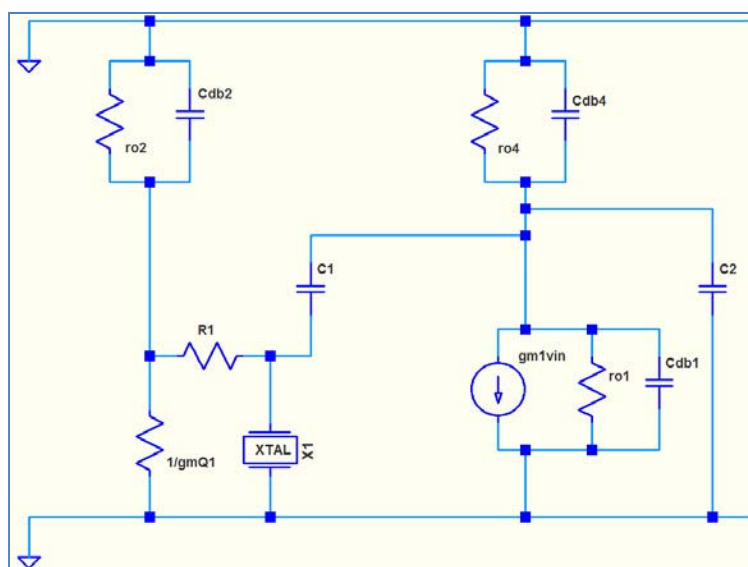 Cdb2
ro2
Cdb4
ro4
C1
C2
R1
gm1vin
ro1
Cdb1
XTAL
X1
1/gmQ1